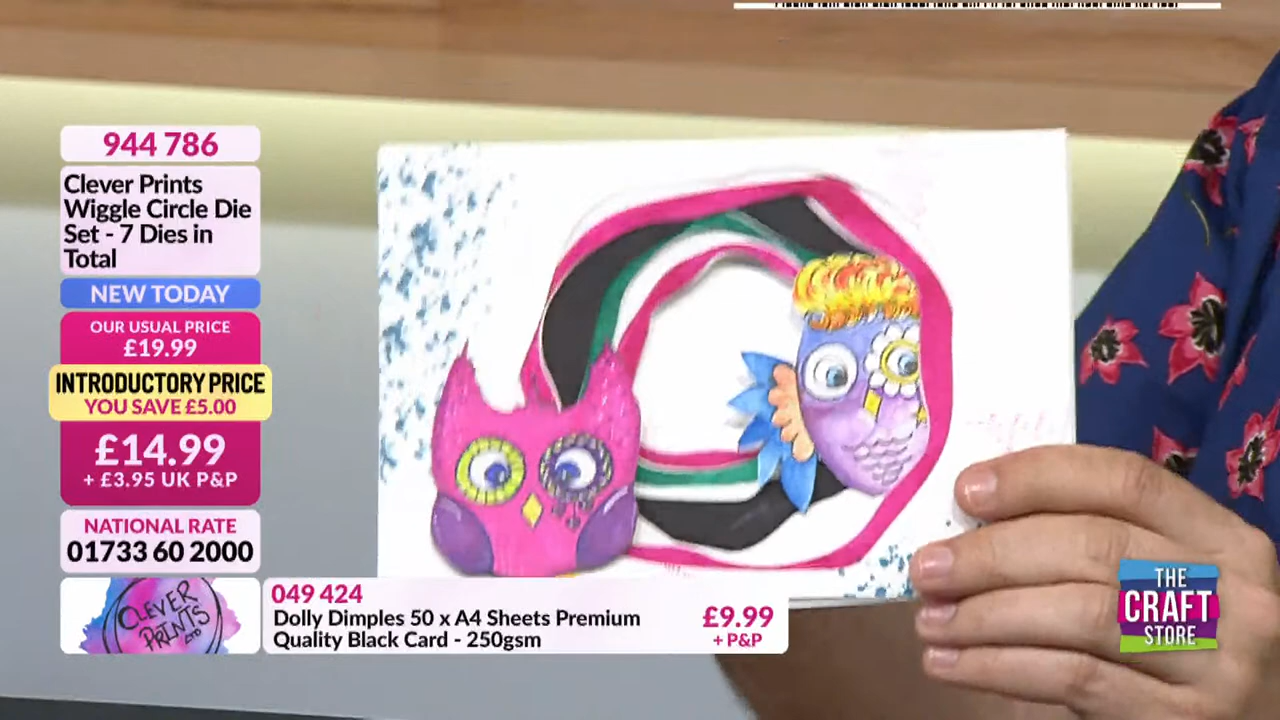 944 786
Clever Prints
Wiggle Circle Die
Set - 7 Dies in
Total
NEW TODAY
OUR USUAL PRICE
£19.99
INTRODUCTORY PRICE
YOU SAVE £5.00
£14.99
+ £3.95 UK P&P
NATIONAL RATE
01733 60 2000
CLEVER
PRINTS
LTD
049 424
Dolly Dimples 50 x A4 Sheets Premium
Quality Black Card - 250gsm
£9.99
+ P&P
THE
CRAFT
STORE